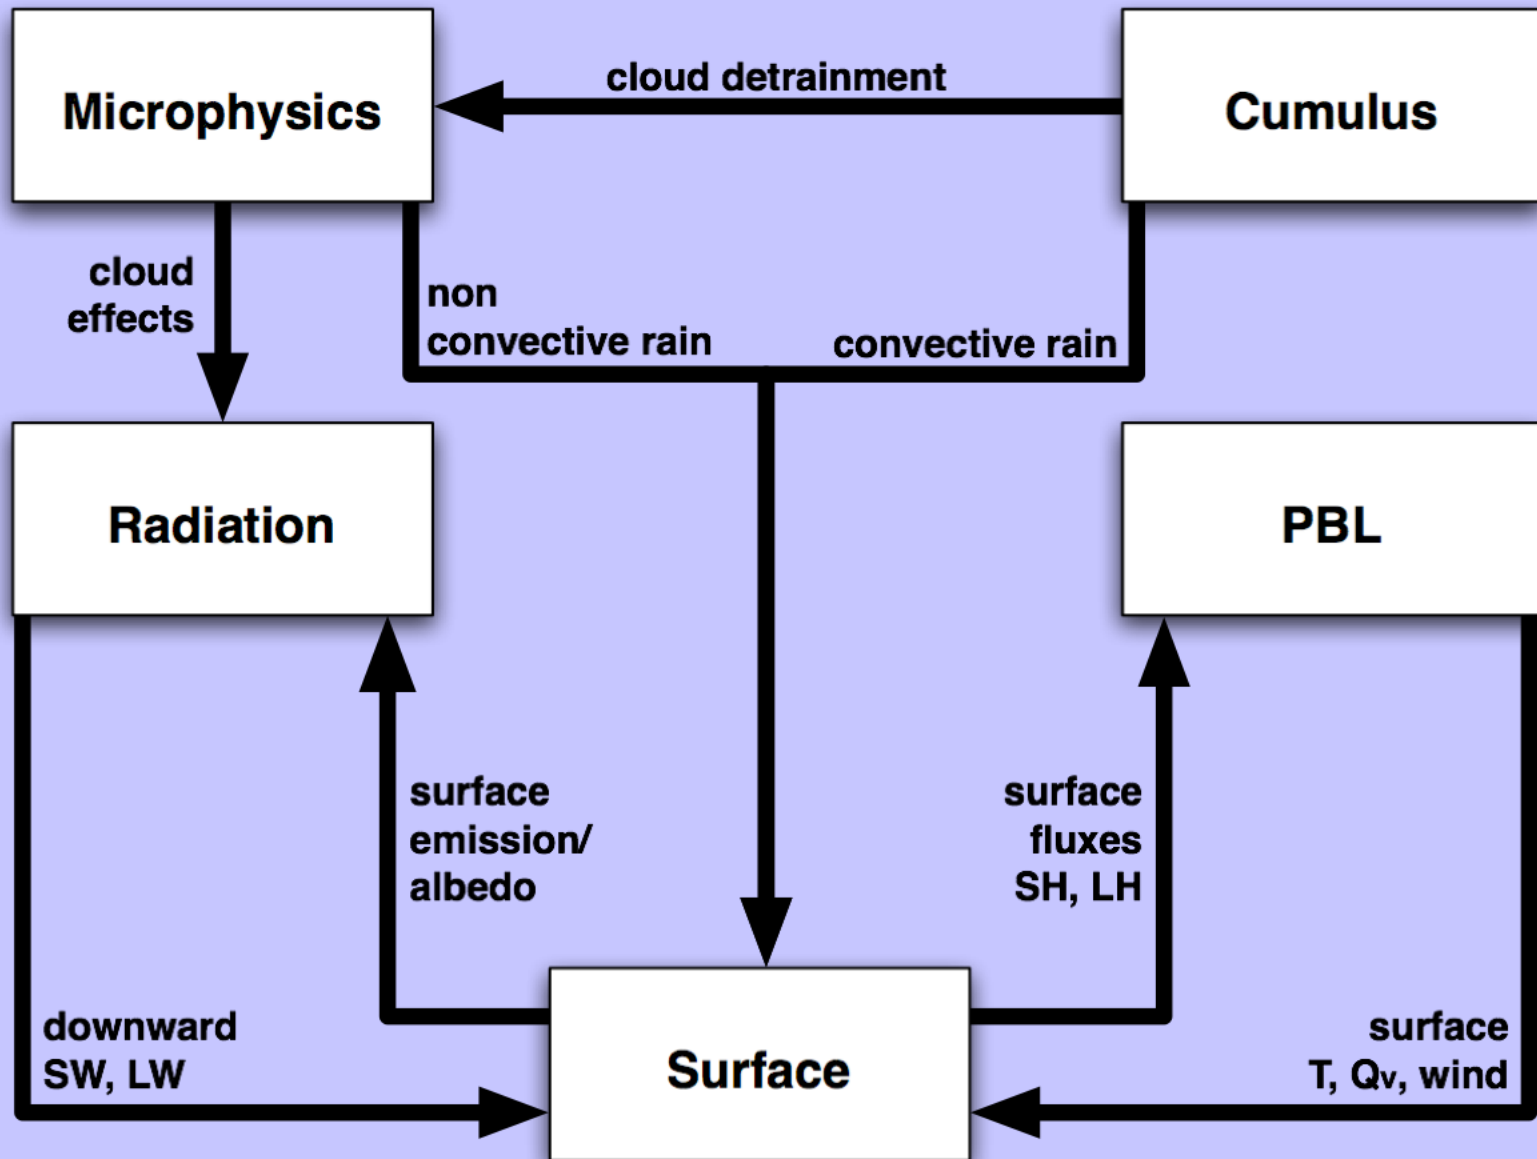 Microphysics
cloud detrainment
Cumulus
cloud
effects
non
convective rain
convective rain
Radiation
PBL
surface
emission/
albedo
surface
fluxes
SH, LH
downward
SW, LW
Surface
surface
T, Qv, wind